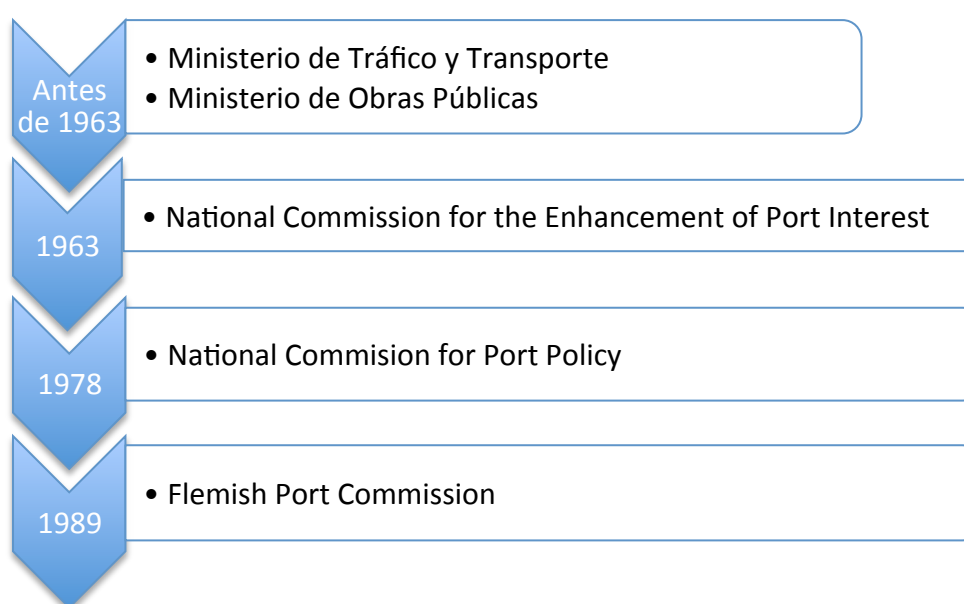 Antes
de 1963
• Ministerio de Tráfico y Transporte
• Ministerio de Obras Públicas
1963
• National Commission for the Enhancement of Port Interest
1978
• National Commision for Port Policy
1989
• Flemish Port Commission